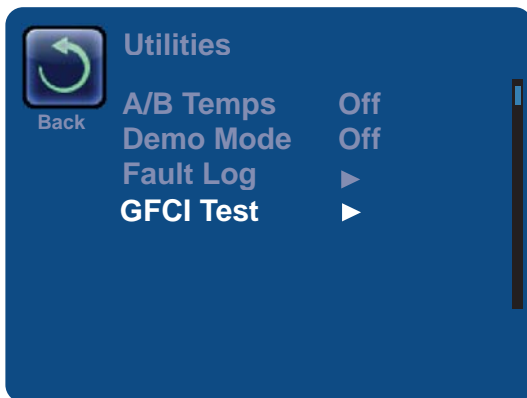 Utilities
Back
A/B Temps Off
Demo Mode Off
Fault Log ►
GFCI Test ►